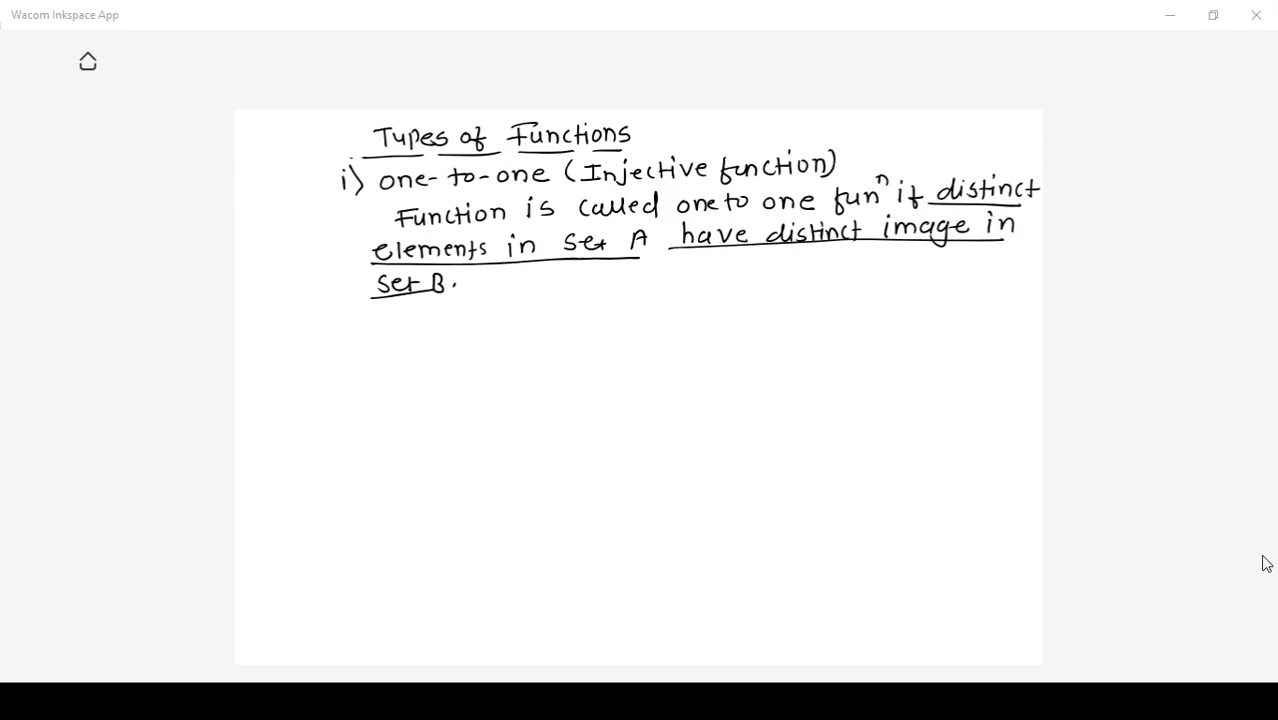 Wacom Inkspace App
Types of Functions
i) one-to-one (Injective function)
Function is called one to one funⁿ if distinct
elements in set A have distinct image in
set B.